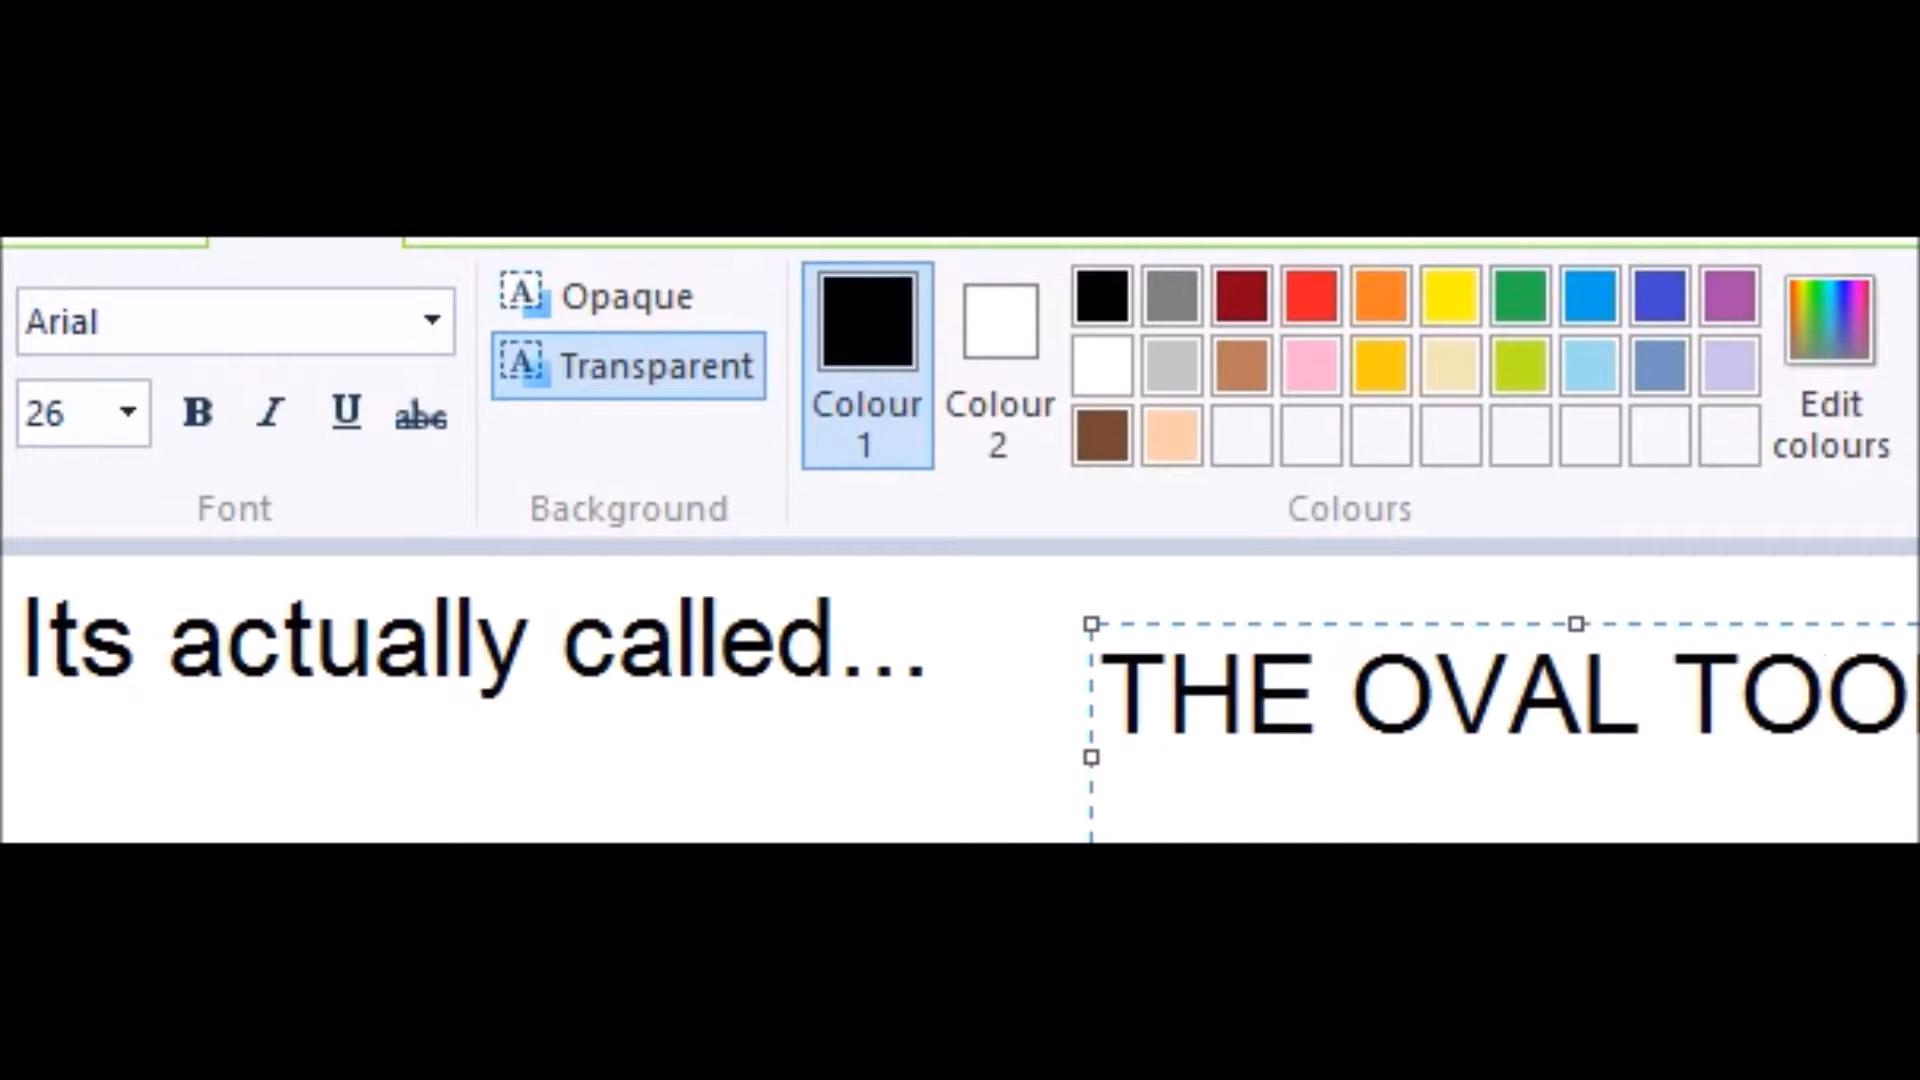 Arial
Opaque
Transparent
26
B I U abc
Colour 1
Colour 2
Edit colours
Font
Background
Colours
Its actually called...
THE OVAL TOO